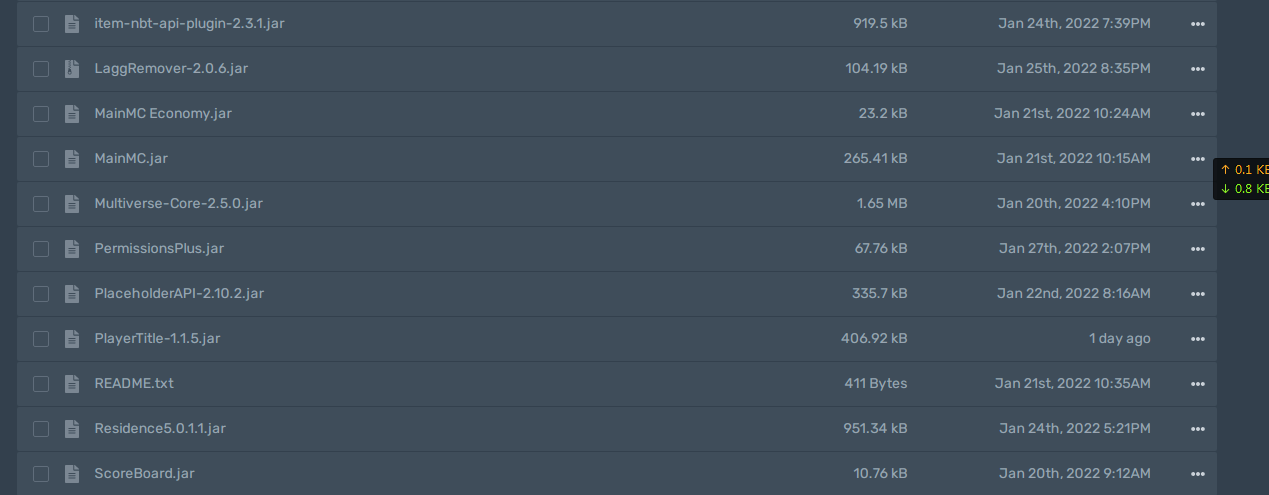 item-nbt-api-plugin-2.3.1.jar 919.5 kB Jan 24th, 2022 7:39PM •••
LaggRemover-2.0.6.jar 104.19 kB Jan 25th, 2022 8:35PM •••
MainMC Economy.jar 23.2 kB Jan 21st, 2022 10:24AM •••
MainMC.jar 265.41 kB Jan 21st, 2022 10:15AM •••
↑ 0.1 KB
↓ 0.8 KB
Multiverse-Core-2.5.0.jar 1.65 MB Jan 20th, 2022 4:10PM •••
PermissionsPlus.jar 67.76 kB Jan 27th, 2022 2:07PM •••
PlaceholderAPI-2.10.2.jar 335.7 kB Jan 22nd, 2022 8:16AM •••
PlayerTitle-1.1.5.jar 406.92 kB 1 day ago •••
README.txt 411 Bytes Jan 21st, 2022 10:35AM •••
Residence5.0.1.1.jar 951.34 kB Jan 24th, 2022 5:21PM •••
ScoreBoard.jar 10.76 kB Jan 20th, 2022 9:12AM •••